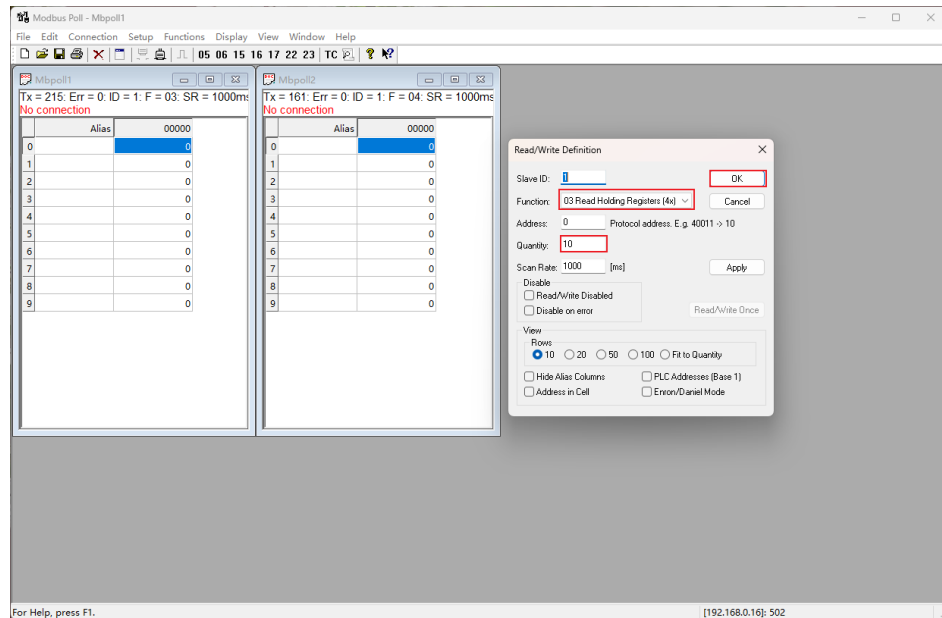 Modbus Poll - Mbpoll1
File Edit Connection Setup Functions Display View Window Help
05 06 15 16 17 22 23 TC
Mbpoll1
Tx = 215: Err = 0: ID = 1: F = 03: SR = 1000ms
No connection
Alias 00000
0 0
1 0
2 0
3 0
4 0
5 0
6 0
7 0
8 0
9 0
Mbpoll2
Tx = 161: Err = 0: ID = 1: F = 04: SR = 1000ms
No connection
Alias 00000
0 0
1 0
2 0
3 0
4 0
5 0
6 0
7 0
8 0
9 0
Read/Write Definition
Slave ID: 1 OK
Function: 03 Read Holding Registers (4x) Cancel
Address: 0 Protocol address. E.g. 40011 -> 10
Quantity: 10
Scan Rate: 1000 [ms] Apply
Disable
Read/Write Disabled
Disable on error Read/Write Once
View
Rows
10 20 50 100 Fit to Quantity
Hide Alias Columns PLC Addresses (Base 1)
Address in Cell Enron/Daniel Mode
For Help, press F1. [192.168.0.16]: 502